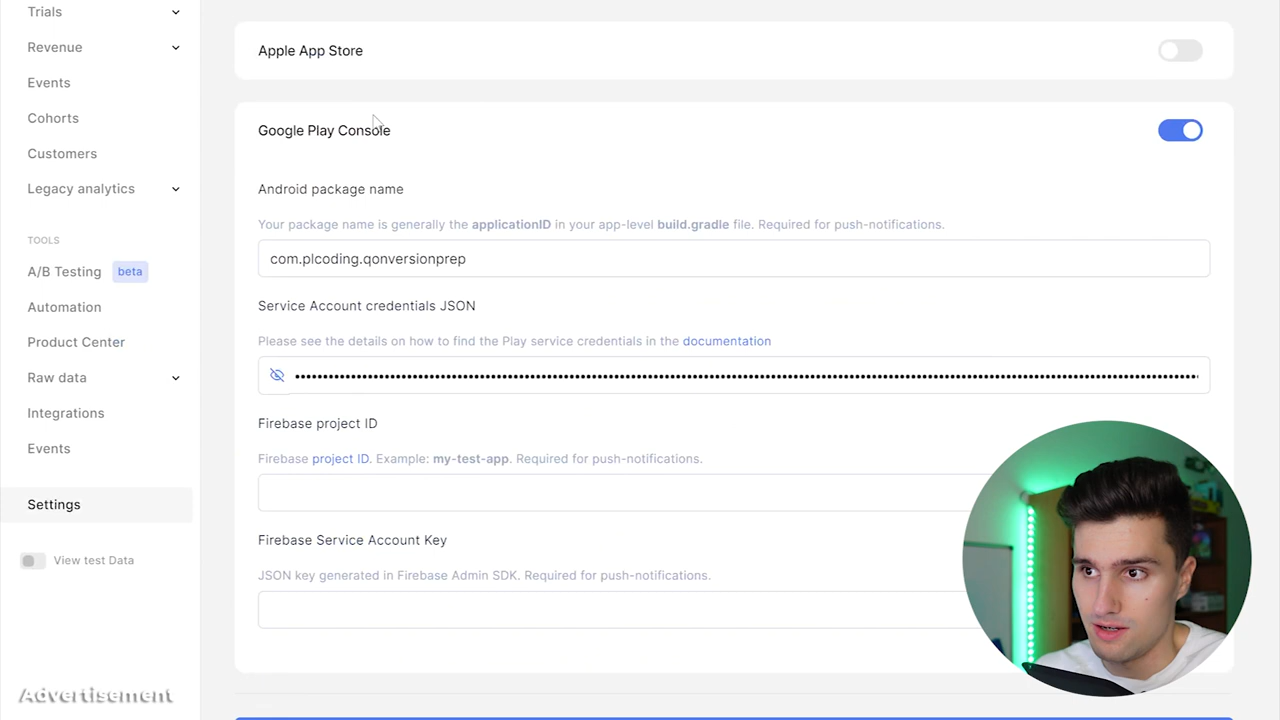 Trials
Revenue
Events
Cohorts
Customers
Legacy analytics
TOOLS
A/B Testing beta
Automation
Product Center
Raw data
Integrations
Events
Settings
View test Data
Advertisement
Apple App Store
Google Play Console
Android package name
Your package name is generally the applicationID in your app-level build.gradle file. Required for push-notifications.
com.plcoding.qonversionprep
Service Account credentials JSON
Please see the details on how to find the Play service credentials in the documentation
Firebase project ID
Firebase project ID. Example: my-test-app. Required for push-notifications.
Firebase Service Account Key
JSON key generated in Firebase Admin SDK. Required for push-notifications.